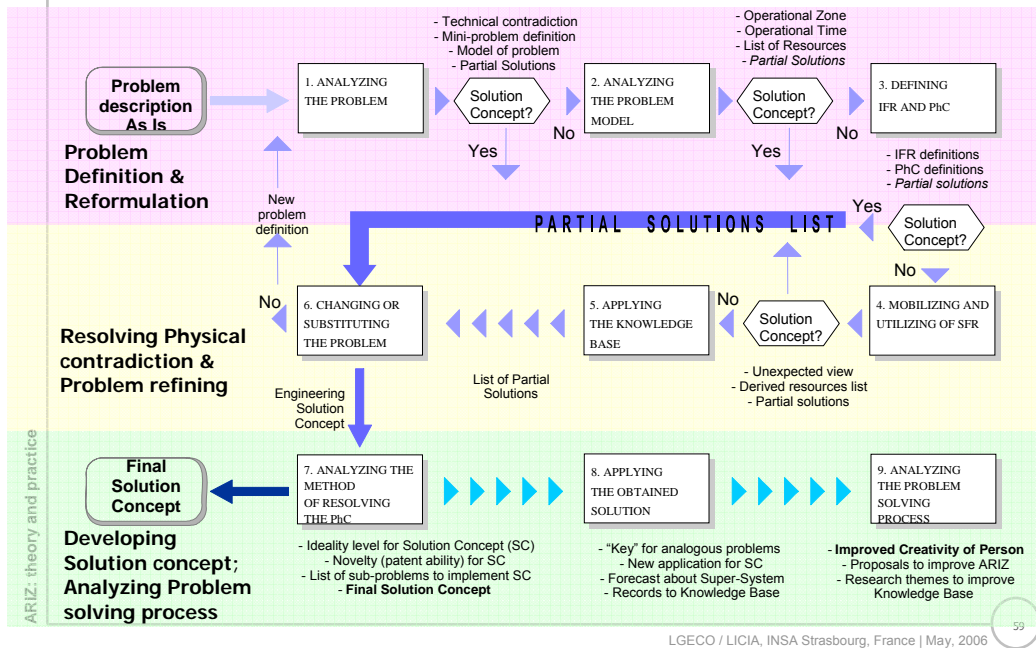 - Technical contradiction
- Mini-problem definition
- Model of problem
- Partial Solutions
- Operational Zone
- Operational Time
- List of Resources
- Partial Solutions
Problem
description
As Is
1. ANALYZING
THE PROBLEM
Solution
Concept?
No
Yes
2. ANALYZING
THE PROBLEM
MODEL
Solution
Concept?
No
Yes
3. DEFINING
IFR AND PhC
- IFR definitions
- PhC definitions
- Partial solutions
Problem
Definition &
Reformulation
New
problem
definition
PARTIAL SOLUTIONS LIST
Yes
Solution
Concept?
No
No
6. CHANGING OR
SUBSTITUTING
THE PROBLEM
5. APPLYING
THE KNOWLEDGE
BASE
No
Solution
Concept?
4. MOBILIZING AND
UTILIZING OF SFR
Resolving Physical
contradiction &
Problem refining
List of Partial
Solutions
- Unexpected view
- Derived resources list
- Partial solutions
Engineering
Solution
Concept
Final
Solution
Concept
7. ANALYZING THE
METHOD
OF RESOLVING
THE PhC
8. APPLYING
THE OBTAINED
SOLUTION
9. ANALYZING
THE PROBLEM
SOLVING
PROCESS
Developing
Solution concept;
Analyzing Problem
solving process
- Ideality level for Solution Concept (SC)
- Novelty (patent ability) for SC
- List of sub-problems to implement SC
- Final Solution Concept
- “Key” for analogous problems
- New application for SC
- Forecast about Super-System
- Records to Knowledge Base
- Improved Creativity of Person
- Proposals to improve ARIZ
- Research themes to improve
Knowledge Base
ARIZ: theory and practice
59
LGECO / LICIA, INSA Strasbourg, France | May, 2006